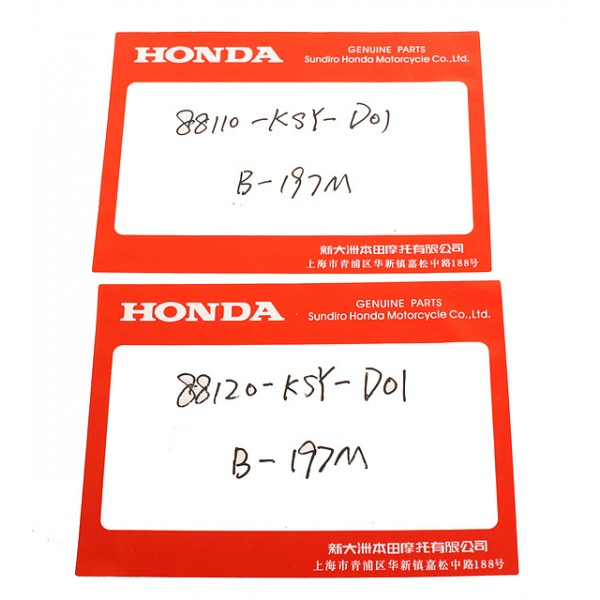 HONDA
GENUINE PARTS
Sundiro Honda Motorcycle Co.,Ltd.
88110-KSY-D01
B-197M
新大洲本田摩托有限公司
上海市青浦区华新镇嘉松中路188号
HONDA
GENUINE PARTS
Sundiro Honda Motorcycle Co.,Ltd.
88120-KSY-D01
B-197M
新大洲本田摩托有限公司
上海市青浦区华新镇嘉松中路188号